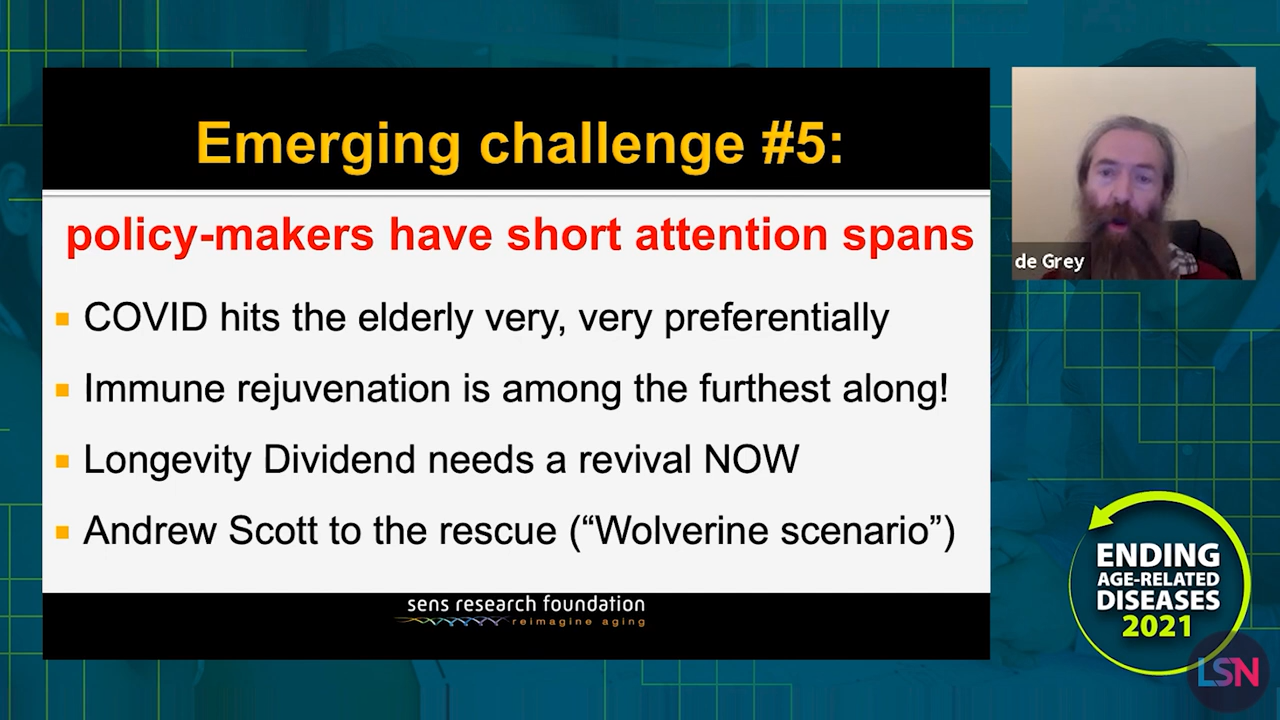 Emerging challenge #5:
policy-makers have short attention spans
COVID hits the elderly very, very preferentially
Immune rejuvenation is among the furthest along!
Longevity Dividend needs a revival NOW
Andrew Scott to the rescue (“Wolverine scenario”)
sens research foundation
reimagine aging
de Grey
ENDING
AGE-RELATED
DISEASES
2021
LSN